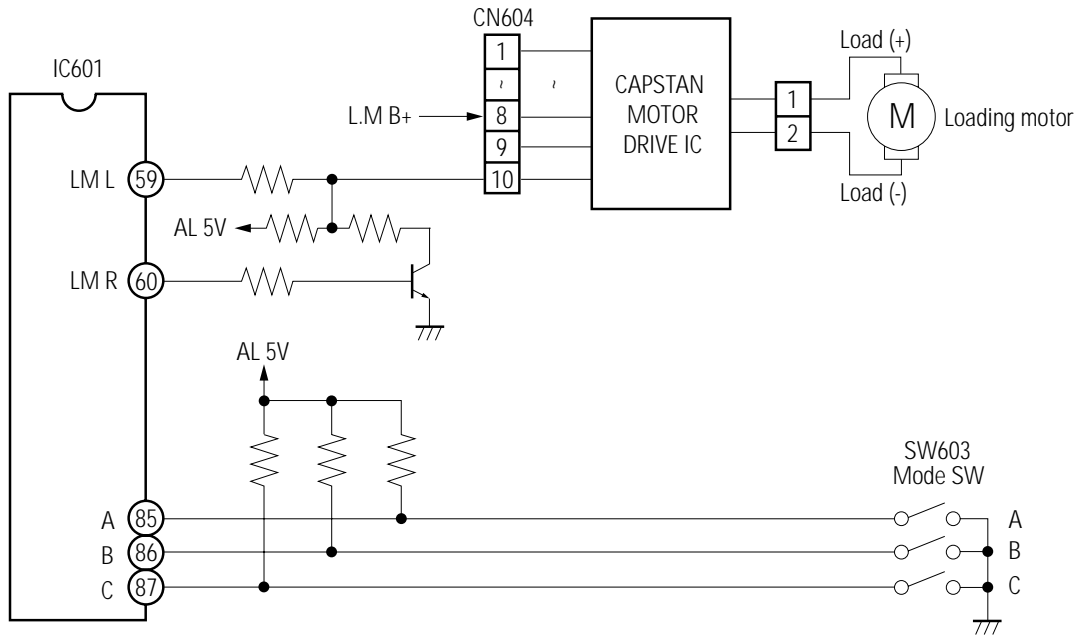 CN604
IC601
1
~
~
8
9
10
L.M B+
CAPSTAN
MOTOR
DRIVE IC
1
2
Load (+)
M
Loading motor
Load (-)
LM L
59
AL 5V
LM R
60
AL 5V
SW603
Mode SW
A
85
A
B
86
B
C
87
C